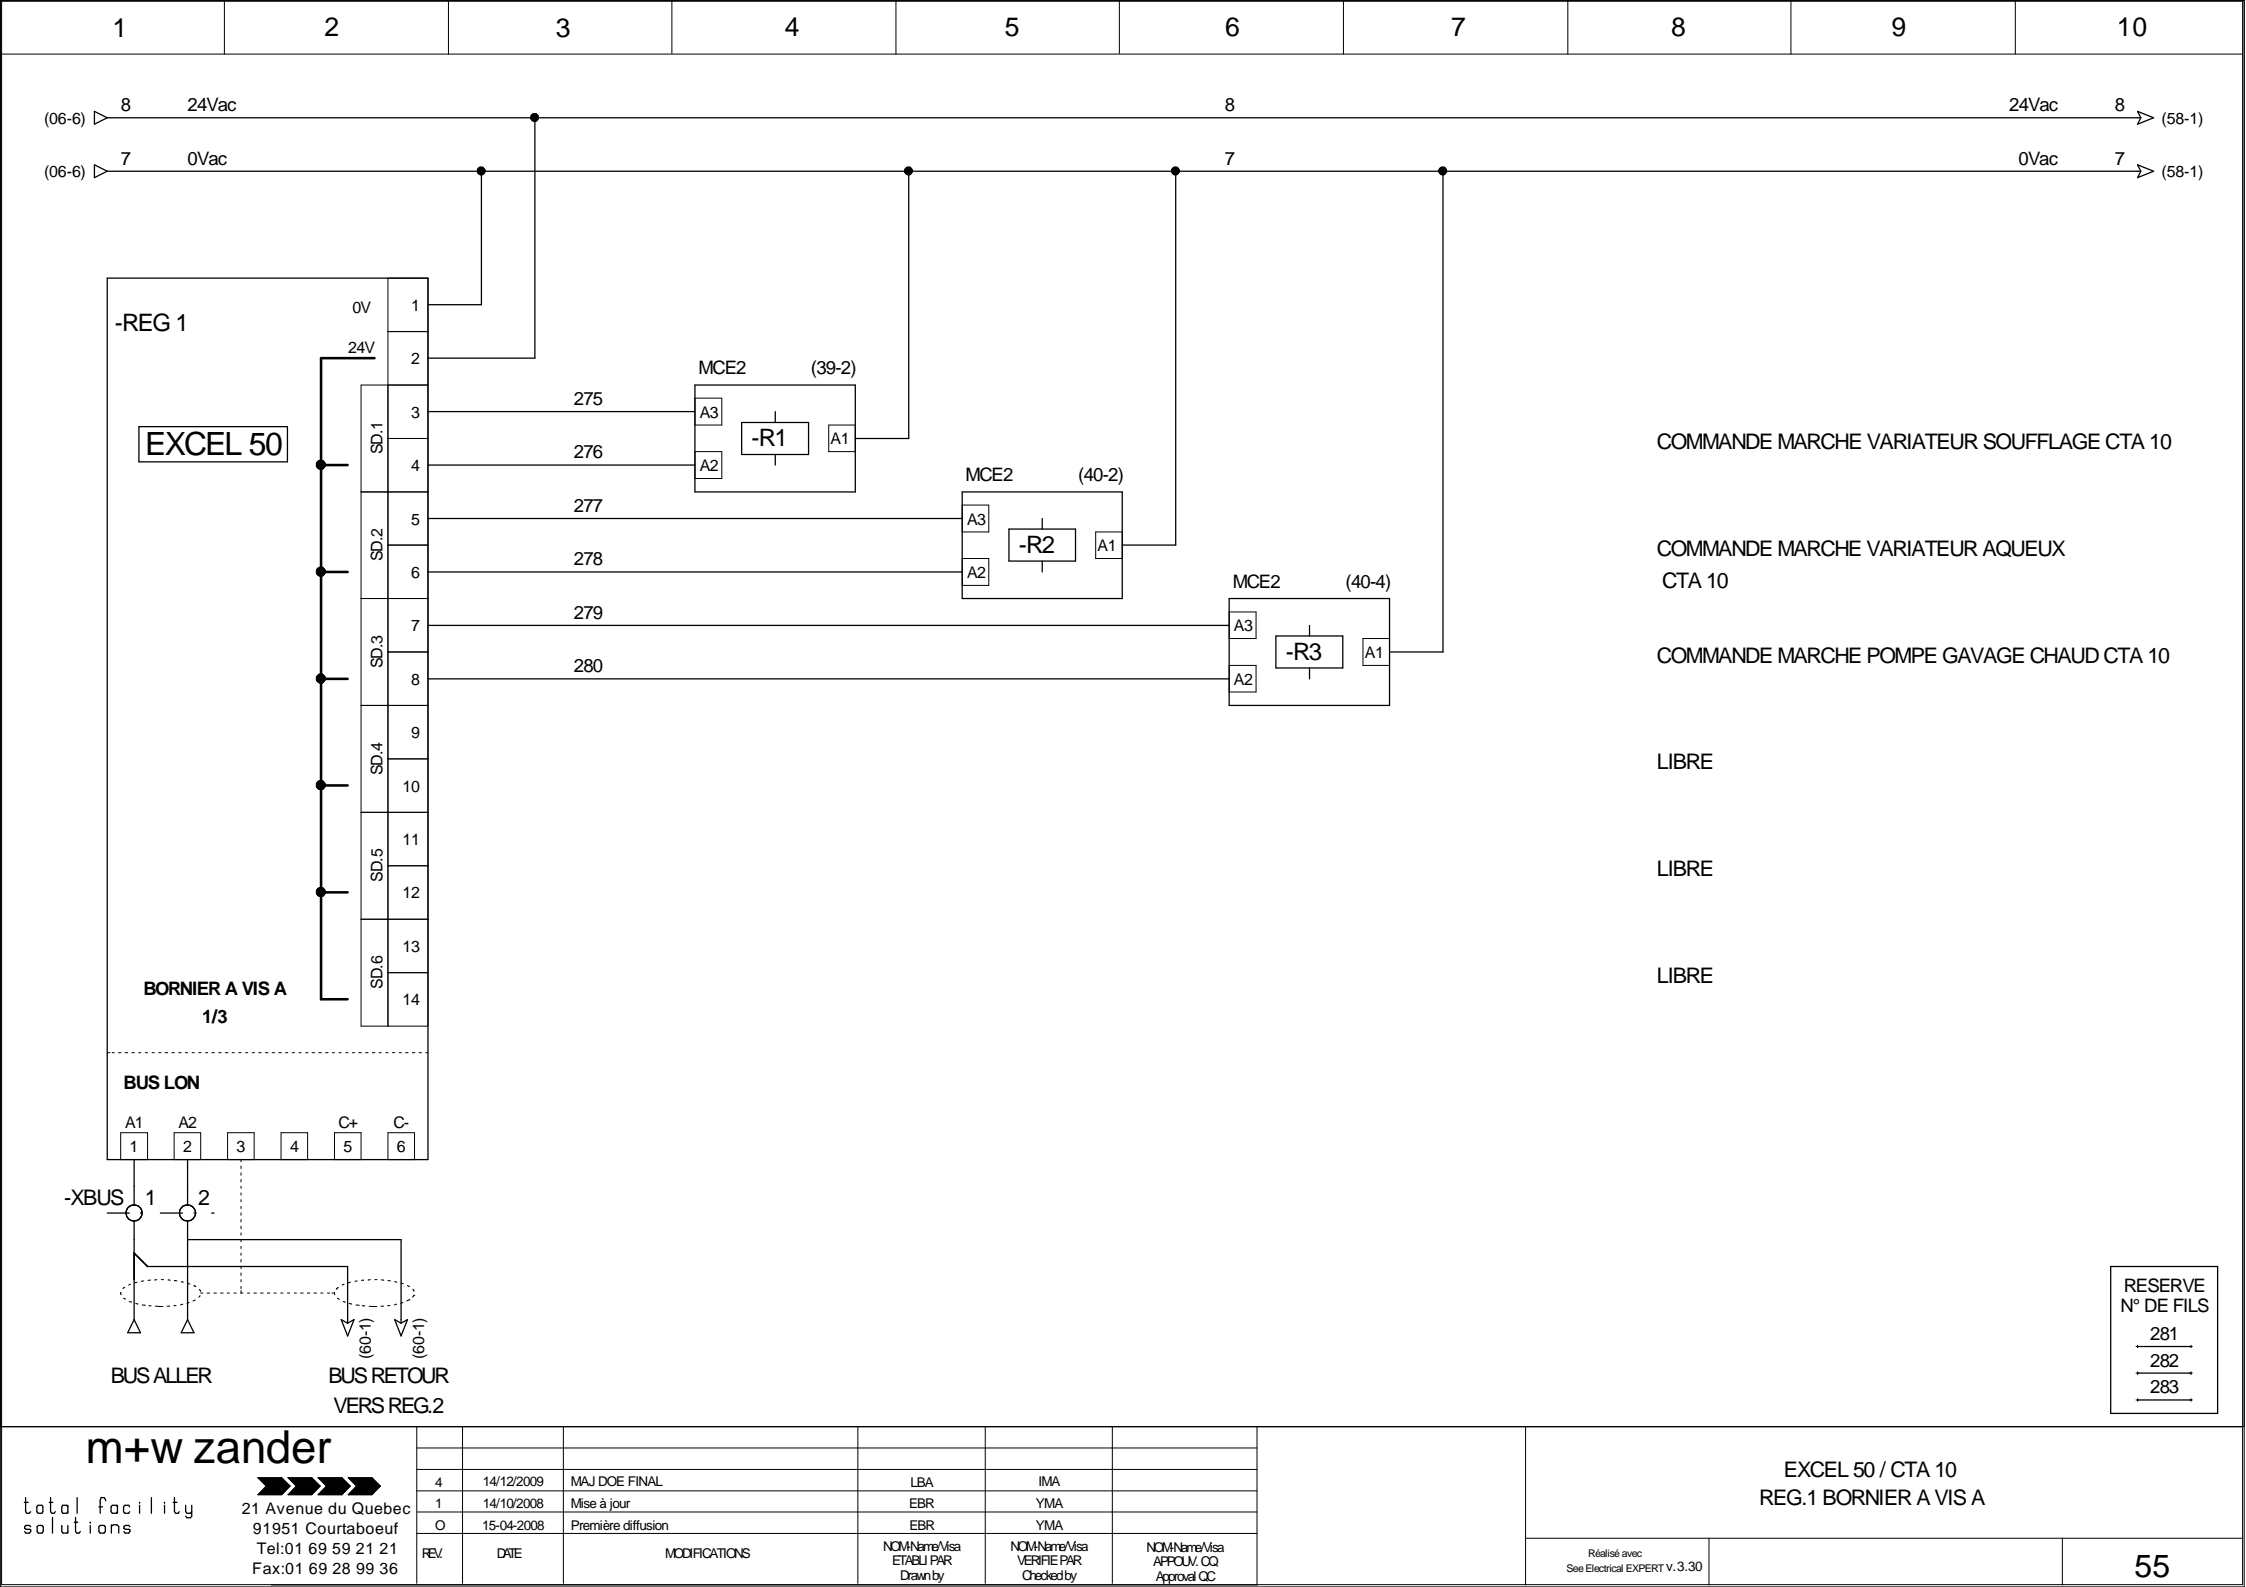 1 2 3 4 5 6 7 8 9 10
(06-6) 8 24Vac 8 24Vac 8 (58-1)
(06-6) 7 0Vac 7 0Vac 7 (58-1)
-REG 1
EXCEL 50
0V 1
24V 2
SD.1 3 4
SD.2 5 6
SD.3 7 8
SD.4 9 10
SD.5 11 12
SD.6 13 14
275
276
277
278
279
280
MCE2 (39-2)
A3 -R1 A1
A2
MCE2 (40-2)
A3 -R2 A1
A2
MCE2 (40-4)
A3 -R3 A1
A2
COMMANDE MARCHE VARIATEUR SOUFFLAGE CTA 10
COMMANDE MARCHE VARIATEUR AQUEUX
CTA 10
COMMANDE MARCHE POMPE GAVAGE CHAUD CTA 10
LIBRE
LIBRE
LIBRE
BORNIER A VIS A
1/3
BUS LON
A1 A2 C+ C-
1 2 3 4 5 6
-XBUS 1 2
(60-1) (60-1)
BUS ALLER
BUS RETOUR
VERS REG.2
RESERVE
N° DE FILS
281
282
283
m+w zander
total facility
solutions
21 Avenue du Quebec
91951 Courtaboeuf
Tel:01 69 59 21 21
Fax:01 69 28 99 36
4 14/12/2009 MAJ DOE FINAL LBA IMA
1 14/10/2008 Mise à jour EBR YMA
O 15-04-2008 Première diffusion EBR YMA
REV. DATE MODIFICATIONS
NOM-Name/Visa
ETABLI PAR
Drawn by
NOM-Name/Visa
VERIFIE PAR
Checked by
NOM-Name/Visa
APPOUV. CQ
Approval QC
EXCEL 50 / CTA 10
REG.1 BORNIER A VIS A
Réalisé avec
See Electrical EXPERT V.3.30
55